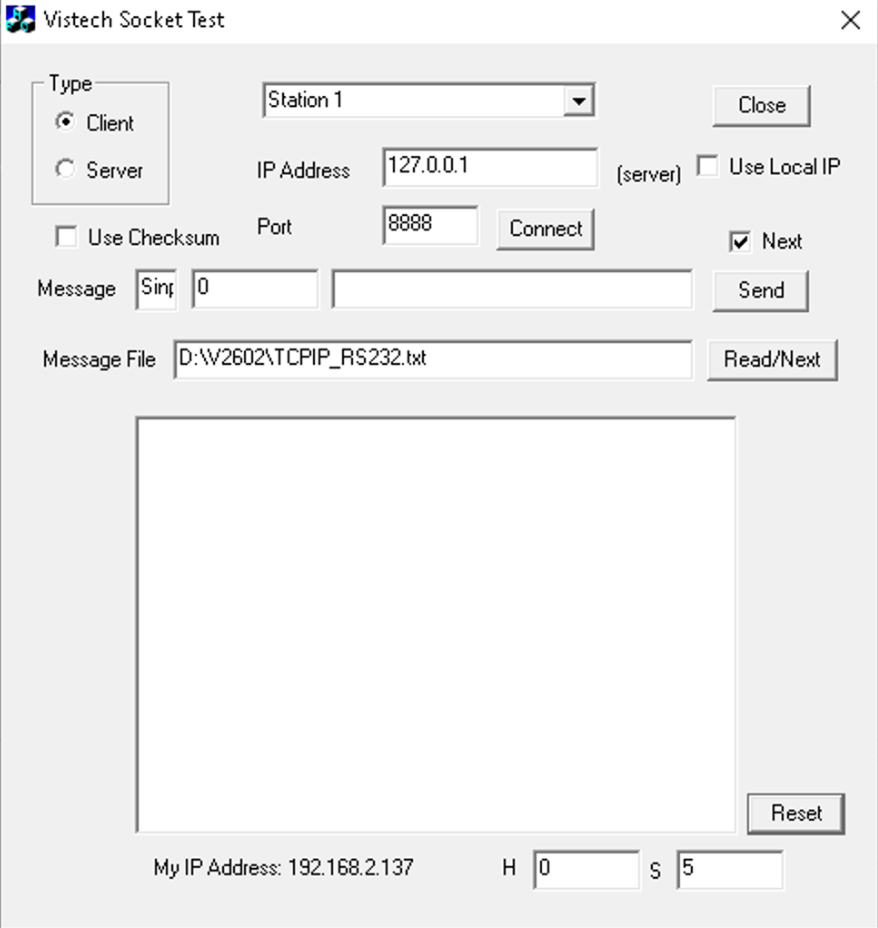 Vistech Socket Test
Type
Client
Server
Station 1
Close
IP Address 127.0.0.1 (server) Use Local IP
Use Checksum
Port 8888 Connect
Next
Message Sinp 0 Send
Message File D:\V2602\TCPIP_RS232.txt Read/Next
Reset
My IP Address: 192.168.2.137 H 0 S 5